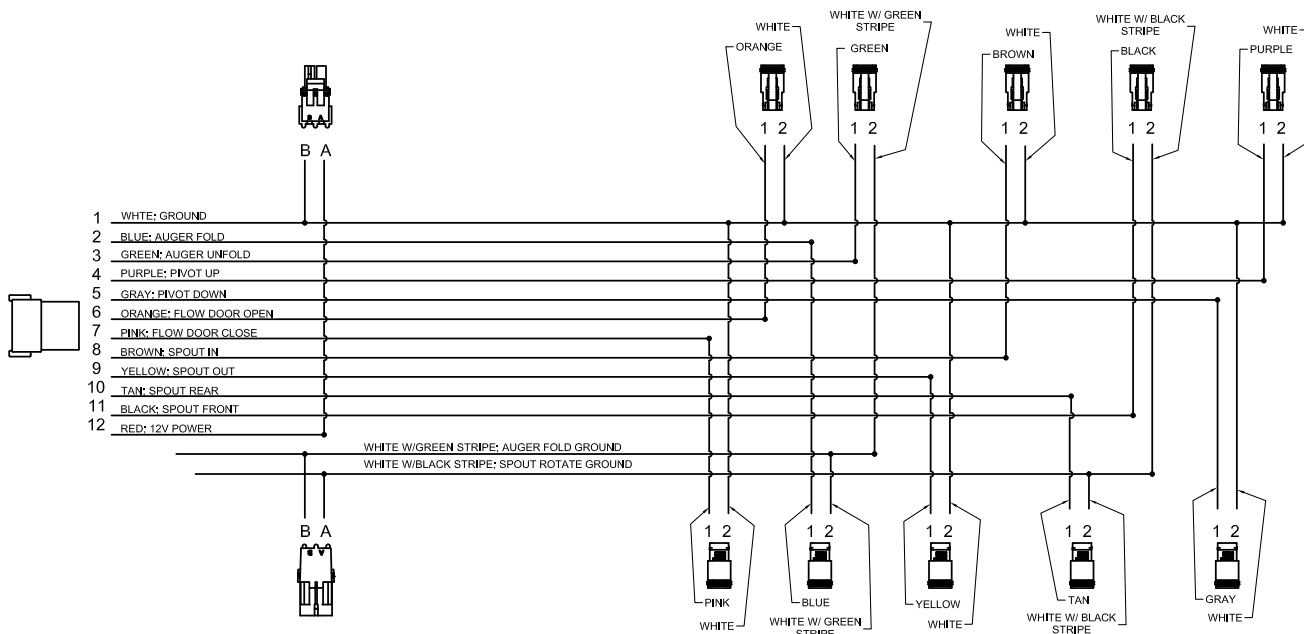 WHITE W/ GREEN
STRIPE
WHITE W/ BLACK
STRIPE
WHITE
WHITE
WHITE
ORANGE
GREEN
BROWN
BLACK
PURPLE
1 2
1 2
1 2
1 2
1 2
B A
1 WHTE; GROUND
2 BLUE; AUGER FOLD
3 GREEN; AUGER UNFOLD
4 PURPLE; PIVOT UP
5 GRAY; PIVOT DOWN
6 ORANGE; FLOW DOOR OPEN
7 PINK; FLOW DOOR CLOSE
8 BROWN; SPOUT IN
9 YELLOW; SPOUT OUT
10 TAN; SPOUT REAR
11 BLACK; SPOUT FRONT
12 RED; 12V POWER
WHITE W/GREEN STRIPE; AUGER FOLD GROUND
WHITE W/BLACK STRIPE; SPOUT ROTATE GROUND
B A
1 2
1 2
1 2
1 2
1 2
PINK
BLUE
YELLOW
TAN
GRAY
WHITE
WHITE W/ GREEN
STRIPE
WHITE
WHITE W/ BLACK
STRIPE
WHITE